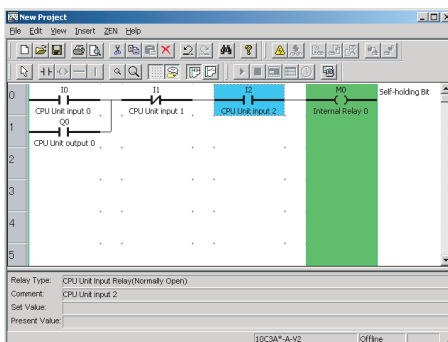 New Project
File Edit View Insert ZEN Help
0 I0 I1 I2 M0 Self-holding Bit
CPU Unit input 0 CPU Unit input 1 CPU Unit input 2 Internal Relay 0
1 Q0
CPU Unit output 0
2
3
4
5
Relay Type: CPU Unit Input Relay(Normally Open)
Comment: CPU Unit input 2
Set Value:
Present Value:
10C3A*-A-V2 Offline